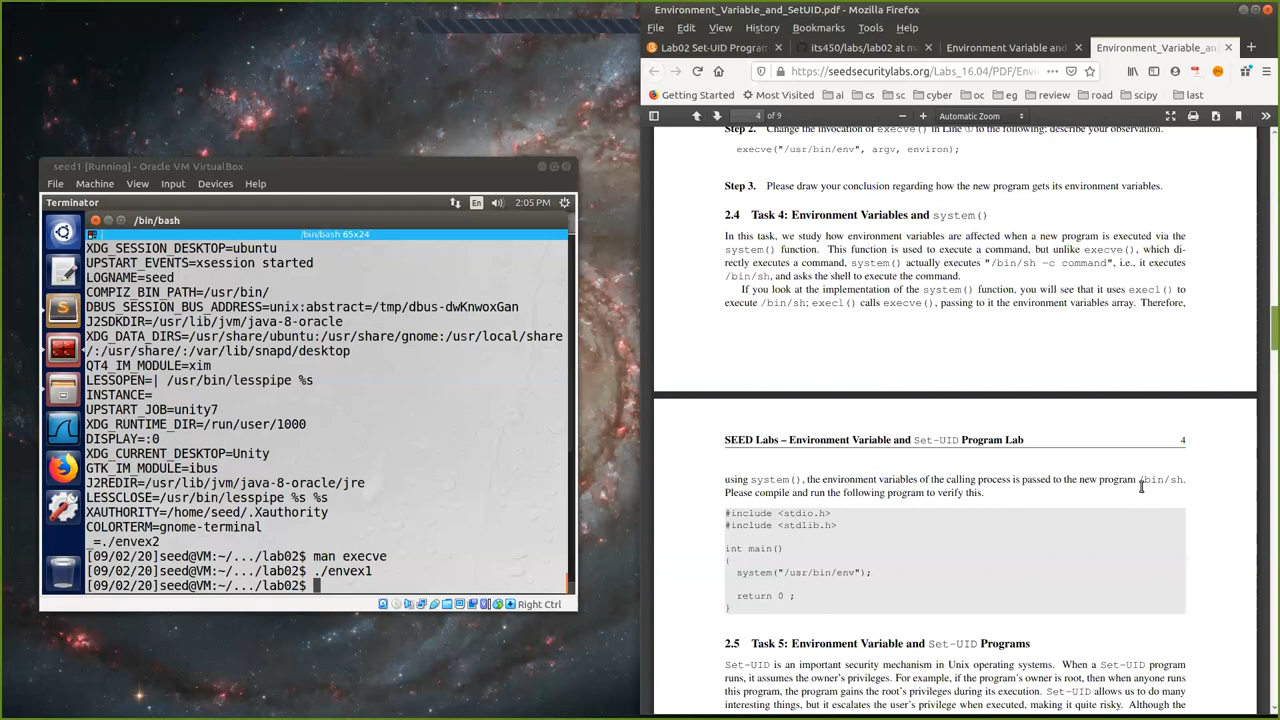 seed1 [Running] - Oracle VM VirtualBox
File Machine View Input Devices Help
Terminator
En
2:05 PM
/bin/bash
/bin/bash 65x24
XDG_SESSION_DESKTOP=ubuntu
UPSTART_EVENTS=xsession started
LOGNAME=seed
COMPIZ_BIN_PATH=/usr/bin/
DBUS_SESSION_BUS_ADDRESS=unix:abstract=/tmp/dbus-dwKnwoxGan
J2SDKDIR=/usr/lib/jvm/java-8-oracle
XDG_DATA_DIRS=/usr/share/ubuntu:/usr/share/gnome:/usr/local/share
/:/usr/share/:/var/lib/snapd/desktop
QT4_IM_MODULE=xim
LESSOPEN=| /usr/bin/lesspipe %s
INSTANCE=
UPSTART_JOB=unity7
XDG_RUNTIME_DIR=/run/user/1000
DISPLAY=:0
XDG_CURRENT_DESKTOP=Unity
GTK_IM_MODULE=ibus
J2REDIR=/usr/lib/jvm/java-8-oracle/jre
LESSCLOSE=/usr/bin/lesspipe %s %s
XAUTHORITY=/home/seed/.Xauthority
COLORTERM=gnome-terminal
_=./envex2
[09/02/20]seed@VM:~/.../lab02$ man execve
[09/02/20]seed@VM:~/.../lab02$ ./envex1
[09/02/20]seed@VM:~/.../lab02$
Right Ctrl
Environment_Variable_and_SetUID.pdf - Mozilla Firefox
File Edit View History Bookmarks Tools Help
Lab02 Set-UID Program
its450/labs/lab02 at m
Environment Variable and
Environment_Variable_an
https://seedsecuritylabs.org/Labs_16.04/PDF/Envi
Getting Started Most Visited ai cs sc cyber oc eg review road scipy last
4 of 9
Automatic Zoom
Step 2. Change the invocation of execve() in Line ① to the following; describe your observation.
execve("/usr/bin/env", argv, environ);
Step 3. Please draw your conclusion regarding how the new program gets its environment variables.
2.4 Task 4: Environment Variables and system()
In this task, we study how environment variables are affected when a new program is executed via the
system() function. This function is used to execute a command, but unlike execve(), which di-
rectly executes a command, system() actually executes "/bin/sh -c command", i.e., it executes
/bin/sh, and asks the shell to execute the command.
If you look at the implementation of the system() function, you will see that it uses execl() to
execute /bin/sh; execl() calls execve(), passing to it the environment variables array. Therefore,
SEED Labs – Environment Variable and Set-UID Program Lab
4
using system(), the environment variables of the calling process is passed to the new program /bin/sh.
Please compile and run the following program to verify this.
#include <stdio.h>
#include <stdlib.h>
int main()
{
system("/usr/bin/env");
return 0 ;
}
2.5 Task 5: Environment Variable and Set-UID Programs
Set-UID is an important security mechanism in Unix operating systems. When a Set-UID program
runs, it assumes the owner's privileges. For example, if the program's owner is root, then when anyone runs
this program, the program gains the root's privileges during its execution. Set-UID allows us to do many
interesting things, but it escalates the user's privilege when executed, making it quite risky. Although the